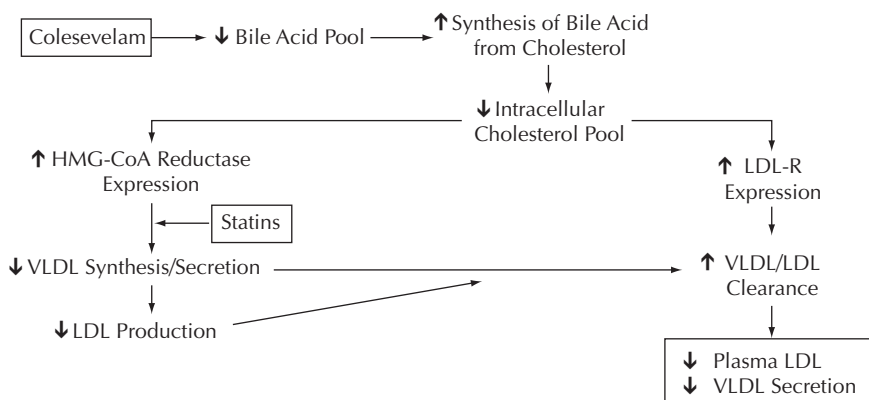 Colesevelam
↓ Bile Acid Pool
↑ Synthesis of Bile Acid
from Cholesterol
↓ Intracellular
Cholesterol Pool
↑ HMG-CoA Reductase
Expression
↑ LDL-R
Expression
Statins
↓ VLDL Synthesis/Secretion
↑ VLDL/LDL
Clearance
↓ LDL Production
↓ Plasma LDL
↓ VLDL Secretion